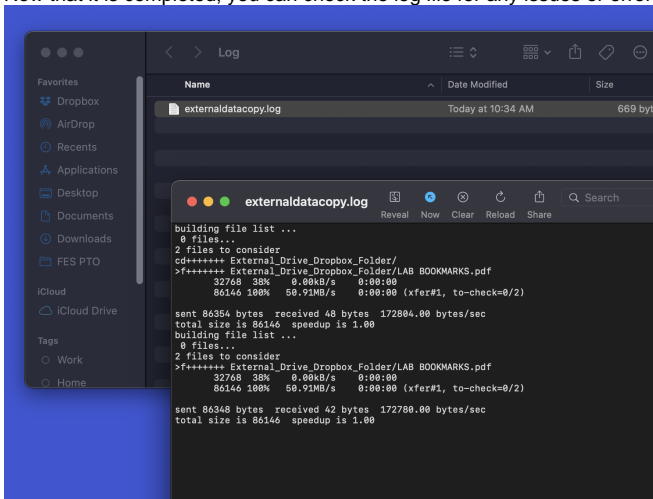 Now that it is completed, you can check the log file for any issues or error
Log
Favorites
Dropbox
AirDrop
Recents
Applications
Desktop
Documents
Downloads
FES PTO
iCloud
iCloud Drive
Tags
Work
Home
Name Date Modified Size
externaldatacopy.log Today at 10:34 AM 669 byt
externaldatacopy.log
Reveal Now Clear Reload Share
Search
building file list ...
0 files...
2 files to consider
cd+++++++ External_Drive_Dropbox_Folder/
>f+++++++ External_Drive_Dropbox_Folder/LAB BOOKMARKS.pdf
32768 38% 0.00kB/s 0:00:00
86146 100% 50.91MB/s 0:00:00 (xfer#1, to-check=0/2)
sent 86354 bytes received 48 bytes 172804.00 bytes/sec
total size is 86146 speedup is 1.00
building file list ...
0 files...
2 files to consider
>f+++++++ External_Drive_Dropbox_Folder/LAB BOOKMARKS.pdf
32768 38% 0.00kB/s 0:00:00
86146 100% 50.91MB/s 0:00:00 (xfer#1, to-check=0/2)
sent 86348 bytes received 42 bytes 172780.00 bytes/sec
total size is 86146 speedup is 1.00